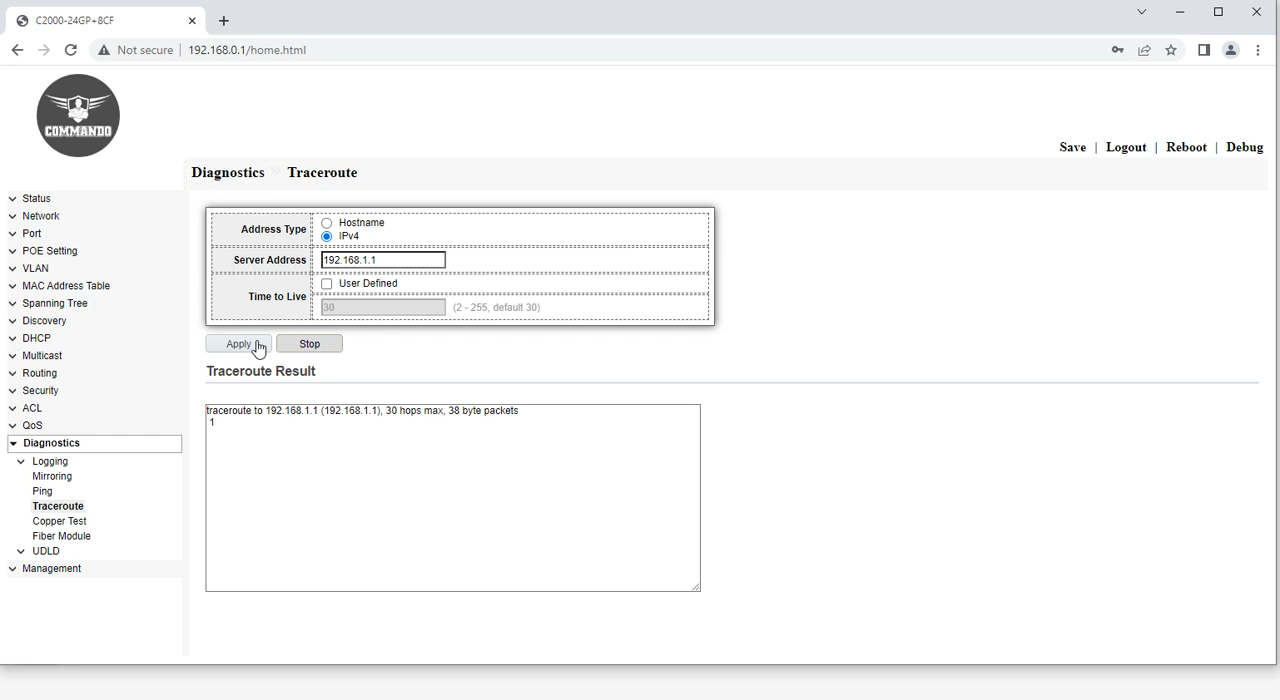 C2000-24GP+8CF
Not secure | 192.168.0.1/home.html
COMMANDO
Save | Logout | Reboot | Debug
Diagnostics » Traceroute
Status
Network
Port
POE Setting
VLAN
MAC Address Table
Spanning Tree
Discovery
DHCP
Multicast
Routing
Security
ACL
QoS
Diagnostics
Logging
Mirroring
Ping
Traceroute
Copper Test
Fiber Module
UDLD
Management
Address Type
Hostname
IPv4
Server Address
192.168.1.1
Time to Live
User Defined
30 (2 - 255, default 30)
Apply Stop
Traceroute Result
traceroute to 192.168.1.1 (192.168.1.1), 30 hops max, 38 byte packets
1